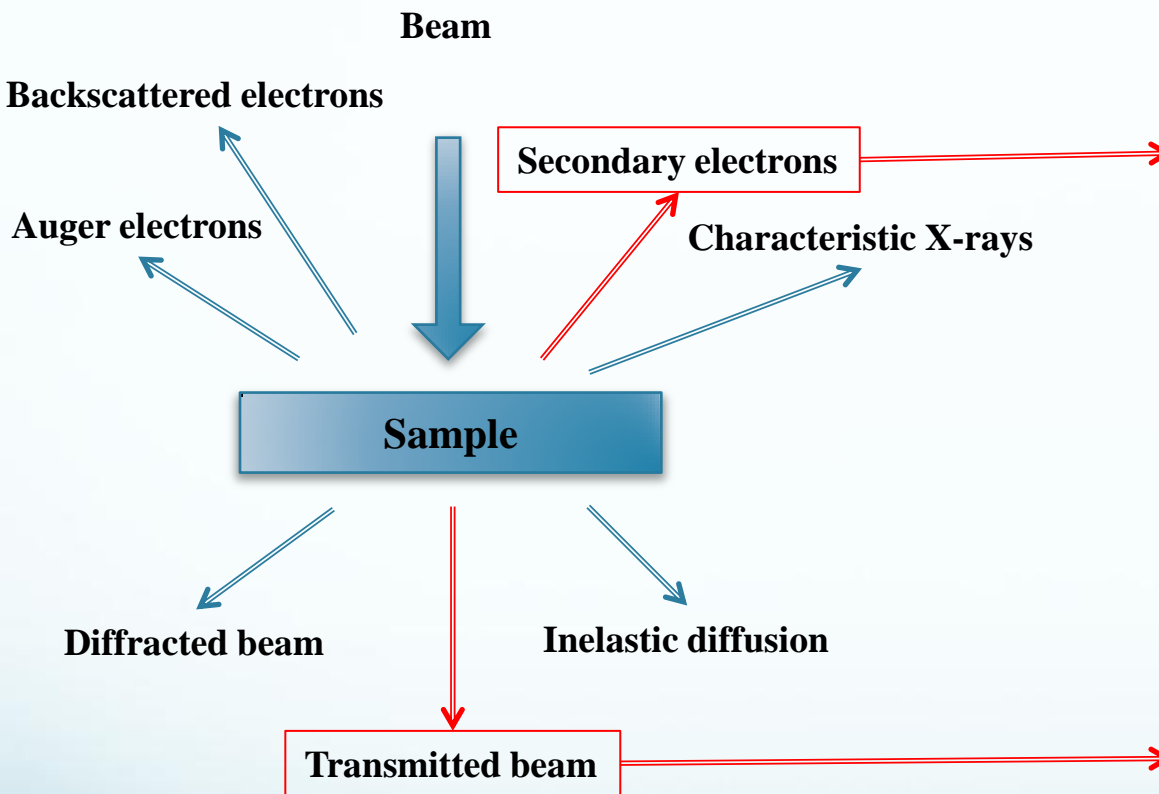 Beam
Backscattered electrons
Secondary electrons
Auger electrons
Characteristic X-rays
Sample
Diffracted beam
Inelastic diffusion
Transmitted beam